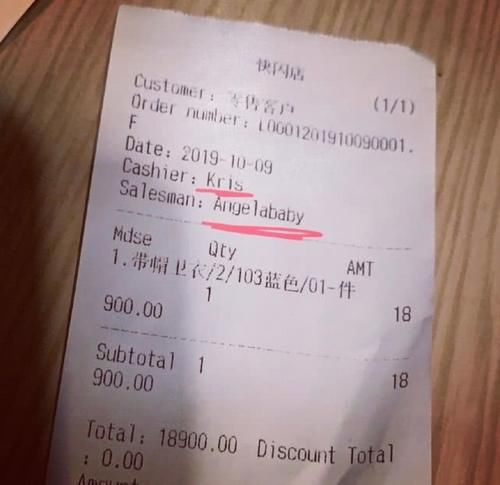 快闪店
Customer: 零售客户 (1/1)
Order number: L0001201910090001.
F
Date: 2019-10-09
Cashier: Kris
Salesman: Angelababy
Mdse Qty AMT
1.带帽卫衣/2/103蓝色/01-件
1 18
900.00
Subtotal 1 18
900.00
Total: 18900.00 Discount Total
: 0.00